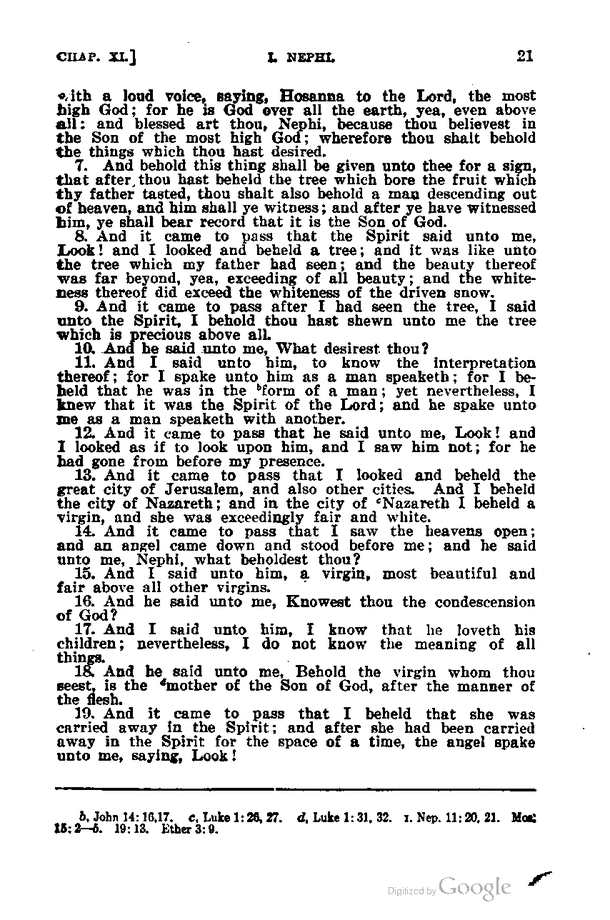 CHAP. XI.] I. NEPHI. 21
with a loud voice, saying, Hosanna to the Lord, the most
high God; for he is God over all the earth, yea, even above
all: and blessed art thou, Nephi, because thou believest in
the Son of the most high God; wherefore thou shalt behold
the things which thou hast desired.
7. And behold this thing shall be given unto thee for a sign,
that after thou hast beheld the tree which bore the fruit which
thy father tasted, thou shalt also behold a man descending out
of heaven, and him shall ye witness; and after ye have witnessed
him, ye shall bear record that it is the Son of God.
8. And it came to pass that the Spirit said unto me,
Look! and I looked and beheld a tree; and it was like unto
the tree which my father had seen; and the beauty thereof
was far beyond, yea, exceeding of all beauty; and the white-
ness thereof did exceed the whiteness of the driven snow.
9. And it came to pass after I had seen the tree, I said
unto the Spirit, I behold thou hast shewn unto me the tree
which is precious above all.
10. And he said unto me, What desirest thou?
11. And I said unto him, to know the interpretation
thereof; for I spake unto him as a man speaketh; for I be-
held that he was in the bform of a man; yet nevertheless, I
knew that it was the Spirit of the Lord; and he spake unto
me as a man speaketh with another.
12. And it came to pass that he said unto me, Look! and
I looked as if to look upon him, and I saw him not; for he
had gone from before my presence.
13. And it came to pass that I looked and beheld the
great city of Jerusalem, and also other cities. And I beheld
the city of Nazareth; and in the city of cNazareth I beheld a
virgin, and she was exceedingly fair and white.
14. And it came to pass that I saw the heavens open;
and an angel came down and stood before me; and he said
unto me, Nephi, what beholdest thou?
15. And I said unto him, a virgin, most beautiful and
fair above all other virgins.
16. And he said unto me, Knowest thou the condescension
of God?
17. And I said unto him, I know that he loveth his
children; nevertheless, I do not know the meaning of all
things.
18. And he said unto me, Behold the virgin whom thou
seest, is the dmother of the Son of God, after the manner of
the flesh.
19. And it came to pass that I beheld that she was
carried away in the Spirit; and after she had been carried
away in the Spirit for the space of a time, the angel spake
unto me, saying, Look!
b, John 14:16,17. c, Luke 1:26, 27. d, Luke 1:31, 32. I. Nep. 11:20, 21. Mos.
15:2—5. 19:13. Ether 3:9.
Digitized by Google